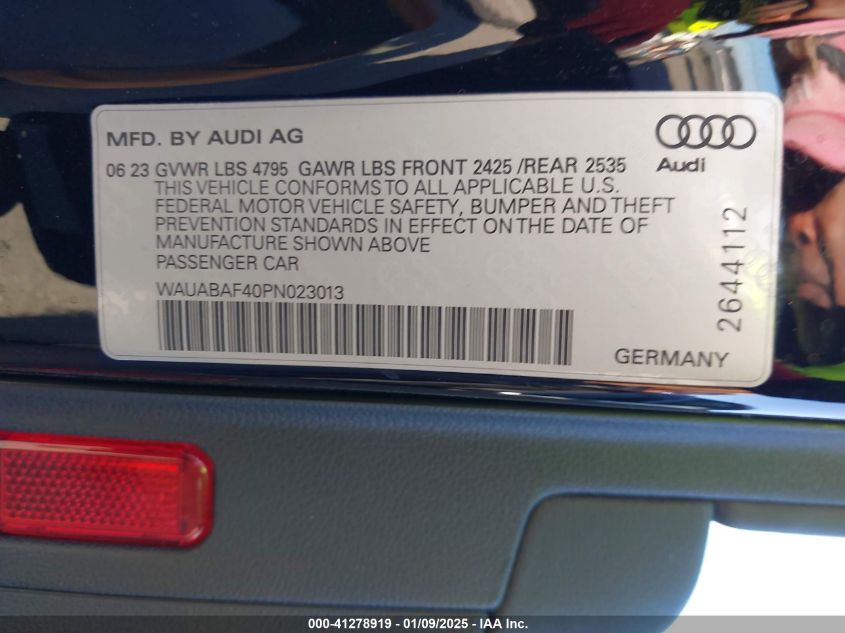 MFD. BY AUDI AG
Audi
06 23 GVWR LBS 4795 GAWR LBS FRONT 2425 /REAR 2535
THIS VEHICLE CONFORMS TO ALL APPLICABLE U.S.
FEDERAL MOTOR VEHICLE SAFETY, BUMPER AND THEFT
PREVENTION STANDARDS IN EFFECT ON THE DATE OF
MANUFACTURE SHOWN ABOVE
PASSENGER CAR
WAUABAF40PN023013
2644112
GERMANY
000-41278919 - 01/09/2025 - IAA Inc.